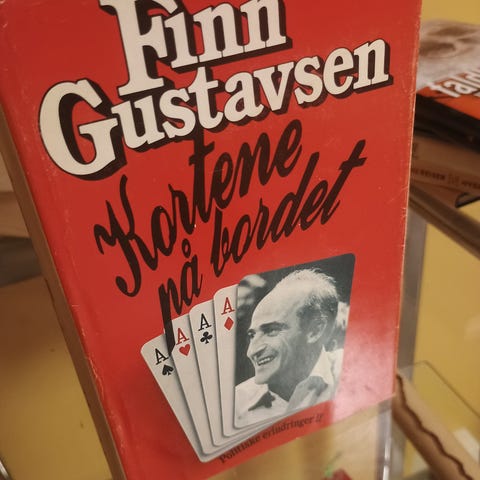 Finn
Gustavsen
Kortene
på bordet
A A A A
Politiske erindringer II